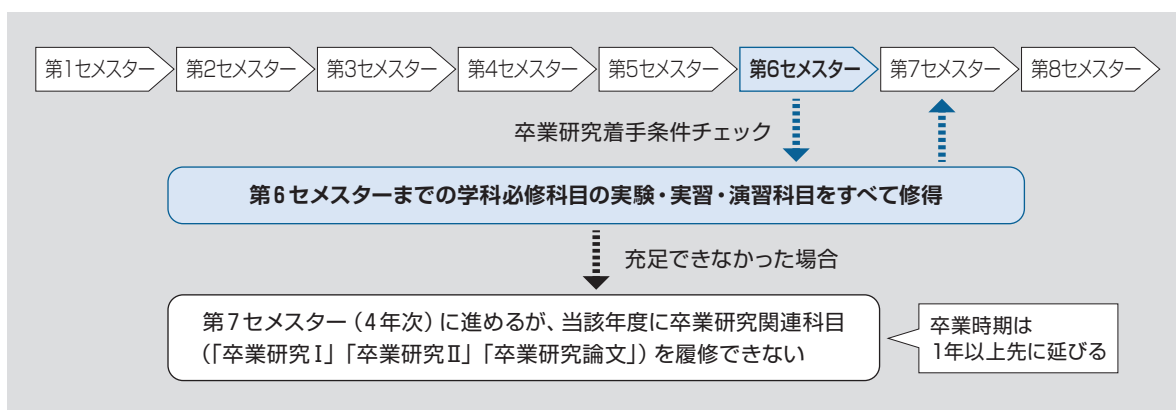 第1セメスター
第2セメスター
第3セメスター
第4セメスター
第5セメスター
第6セメスター
第7セメスター
第8セメスター
卒業研究着手条件チェック
第6セメスターまでの学科必修科目の実験・実習・演習科目をすべて修得
充足できなかった場合
第7セメスター（4年次）に進めるが、当該年度に卒業研究関連科目
（「卒業研究Ⅰ」「卒業研究Ⅱ」「卒業研究論文」）を履修できない
卒業時期は
1年以上先に延びる